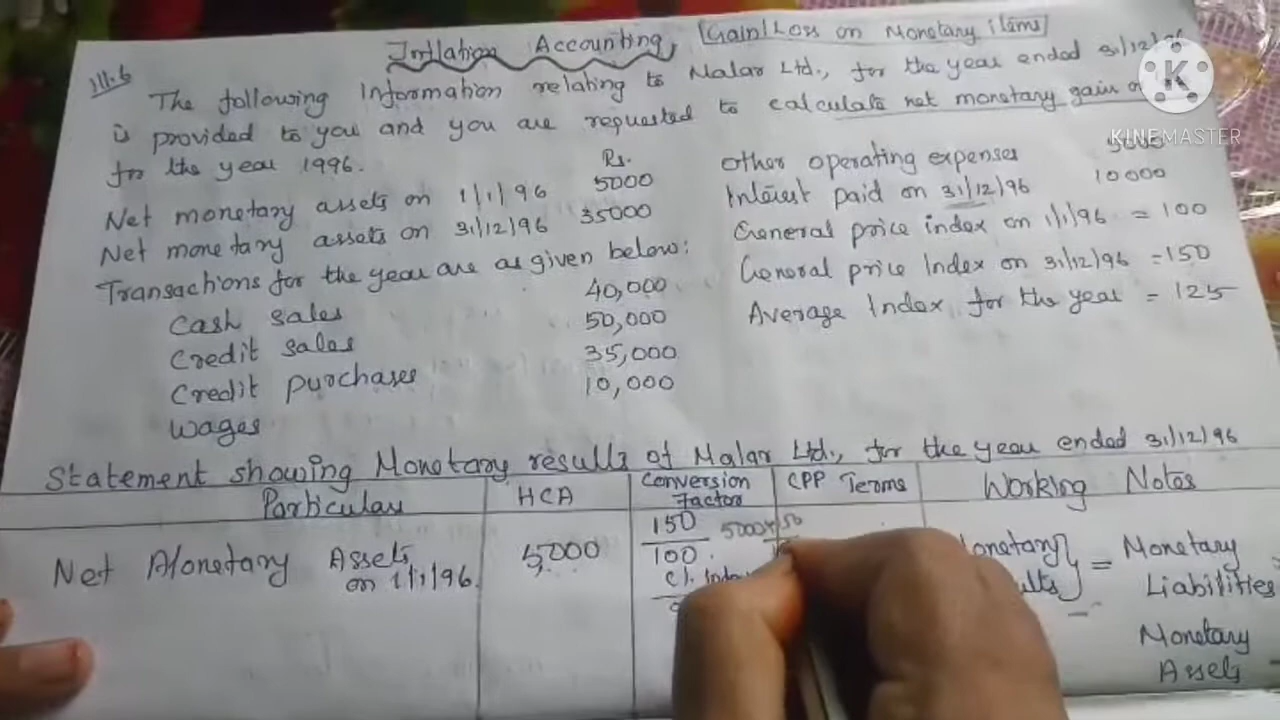 Inflation Accounting, [Gain/Loss on Monetary items]
Ill.6
The following Information relating to Malar Ltd., for the year ended 31/12/96
is provided to you and you are requested to calculate net monetary gain
for the year 1996.
Rs.
Net monetary assets on 1/1/96 5000
Net monetary assets on 31/12/96 35000
Transactions for the year are as given below:
Cash sales 40,000
Credit sales 50,000
Credit purchases 35,000
Wages 10,000
Other operating expenses
Interest paid on 31/12/96 10000
General price index on 1/1/96 = 100
General price Index on 31/12/96 = 150
Average Index for the year = 125
KINEMASTER
Statement showing Monetary results of Malar Ltd., for the year ended 31/12/96
Particulars HCA Conversion Factor CPP Terms Working Notes
Net Monetary Assets on 1/1/96 5,000 150/100 5000×150
Monetary = Monetary Liabilities
-
Monetary Assets